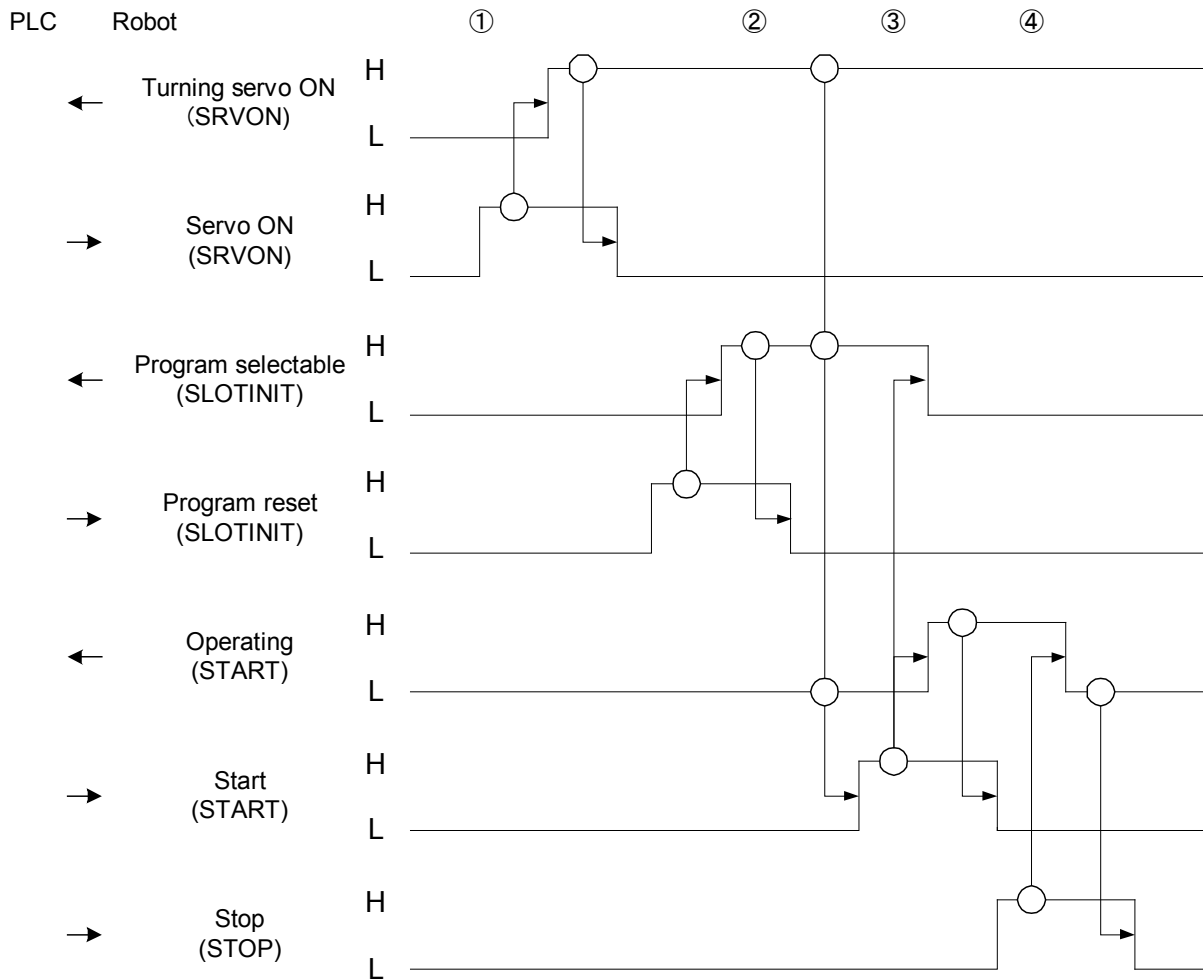 PLC Robot ① ② ③ ④
H
Turning servo ON
（SRVON)
L
H
Servo ON
(SRVON)
L
H
Program selectable
(SLOTINIT)
L
H
Program reset
(SLOTINIT)
L
H
Operating
(START)
L
H
Start
(START)
L
H
Stop
(STOP)
L